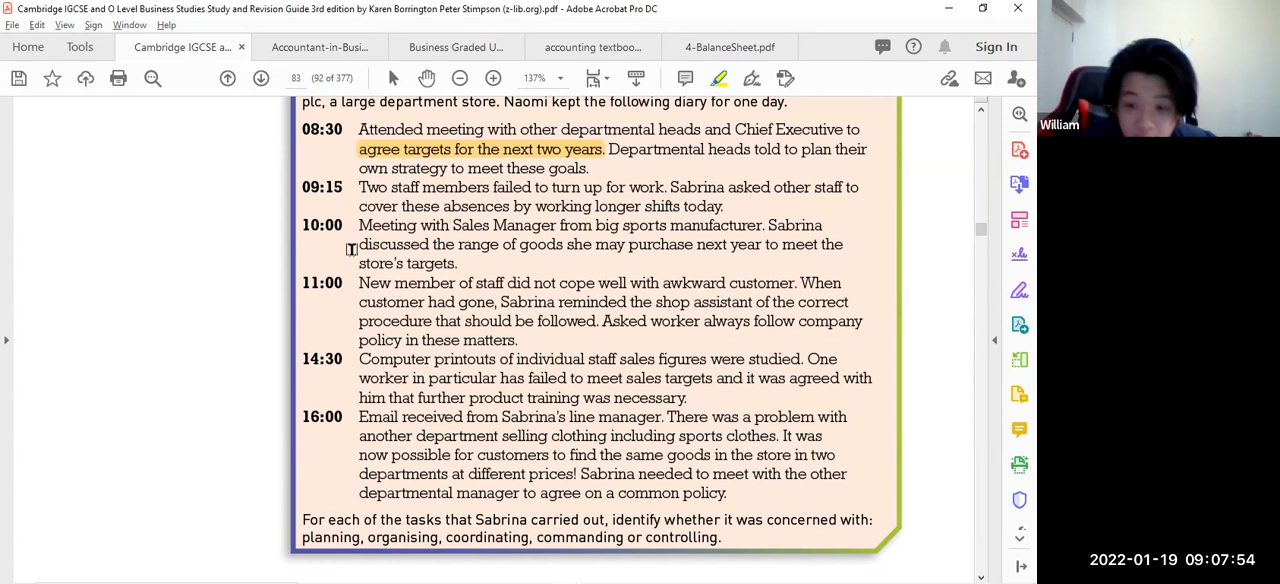 Cambridge IGCSE and O Level Business Studies Study and Revision Guide 3rd edition by Karen Borrington Peter Stimpson (z-lib.org).pdf - Adobe Acrobat Pro DC
File Edit View Sign Window Help
Home Tools Cambridge IGCSE a... × Accountant-in-Busi... Business Graded U... accounting textboo... 4-BalanceSheet.pdf Sign In
83 (92 of 377) 137%
plc, a large department store. Naomi kept the following diary for one day.
08:30 Attended meeting with other departmental heads and Chief Executive to
agree targets for the next two years. Departmental heads told to plan their
own strategy to meet these goals.
09:15 Two staff members failed to turn up for work. Sabrina asked other staff to
cover these absences by working longer shifts today.
10:00 Meeting with Sales Manager from big sports manufacturer. Sabrina
discussed the range of goods she may purchase next year to meet the
store's targets.
11:00 New member of staff did not cope well with awkward customer. When
customer had gone, Sabrina reminded the shop assistant of the correct
procedure that should be followed. Asked worker always follow company
policy in these matters.
14:30 Computer printouts of individual staff sales figures were studied. One
worker in particular has failed to meet sales targets and it was agreed with
him that further product training was necessary.
16:00 Email received from Sabrina's line manager. There was a problem with
another department selling clothing including sports clothes. It was
now possible for customers to find the same goods in the store in two
departments at different prices! Sabrina needed to meet with the other
departmental manager to agree on a common policy.
For each of the tasks that Sabrina carried out, identify whether it was concerned with:
planning, organising, coordinating, commanding or controlling.
William
2022-01-19 09:07:54